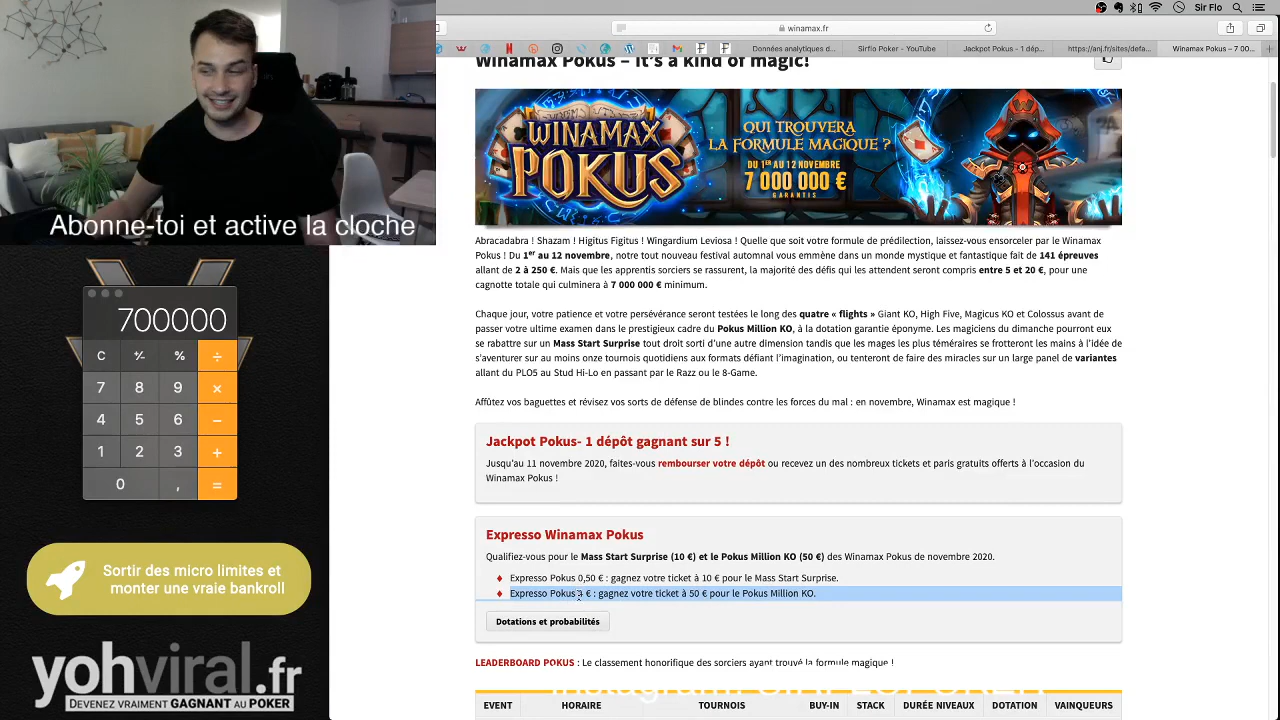 Sir Flo
winamax.fr
Données analytiques d...
Sirflo Poker - YouTube
Jackpot Pokus - 1 dép...
https://anj.fr/sites/defa...
Winamax Pokus – 7 00...
Winamax Pokus – It's a kind of magic!
WINAMAX POKUS
QUI TROUVERA
LA FORMULE MAGIQUE ?
DU 1ER AU 12 NOVEMBRE
7 000 000 €
GARANTIS
Abonne-toi et active la cloche
Abracadabra ! Shazam ! Higitus Figitus ! Wingardium Leviosa ! Quelle que soit votre formule de prédilection, laissez-vous ensorceler par le Winamax
Pokus ! Du 1er au 12 novembre, notre tout nouveau festival automnal vous emmène dans un monde mystique et fantastique fait de 141 épreuves
allant de 2 à 250 €. Mais que les apprentis sorciers se rassurent, la majorité des défis qui les attendent seront compris entre 5 et 20 €, pour une
cagnotte totale qui culminera à 7 000 000 € minimum.
Chaque jour, votre patience et votre persévérance seront testées le long des quatre « flights » Giant KO, High Five, Magicus KO et Colossus avant de
passer votre ultime examen dans le prestigieux cadre du Pokus Million KO, à la dotation garantie éponyme. Les magiciens du dimanche pourront eux
se rabattre sur un Mass Start Surprise tout droit sorti d'une autre dimension tandis que les mages les plus téméraires se frotteront les mains à l'idée de
s'aventurer sur au moins onze tournois quotidiens aux formats défiant l'imagination, ou tenteront de faire des miracles sur un large panel de variantes
allant du PLO5 au Stud Hi-Lo en passant par le Razz ou le 8-Game.
Affûtez vos baguettes et révisez vos sorts de défense de blindes contre les forces du mal : en novembre, Winamax est magique !
Jackpot Pokus- 1 dépôt gagnant sur 5 !
Jusqu'au 11 novembre 2020, faites-vous rembourser votre dépôt ou recevez un des nombreux tickets et paris gratuits offerts à l'occasion du
Winamax Pokus !
Expresso Winamax Pokus
Qualifiez-vous pour le Mass Start Surprise (10 €) et le Pokus Million KO (50 €) des Winamax Pokus de novembre 2020.
Expresso Pokus 0,50 € : gagnez votre ticket à 10 € pour le Mass Start Surprise.
Expresso Pokus € : gagnez votre ticket à 50 € pour le Pokus Million KO.
Dotations et probabilités
LEADERBOARD POKUS : Le classement honorifique des sorciers ayant trouvé la formule magique !
EVENT HORAIRE TOURNOIS BUY-IN STACK DURÉE NIVEAUX DOTATION VAINQUEURS
700000
C +⁄- % ÷
7 8 9 ×
4 5 6 −
1 2 3 +
0 , =
Sortir des micro limites et
monter une vraie bankroll
yohviral.fr
DEVENEZ VRAIMENT GAGNANT AU POKER